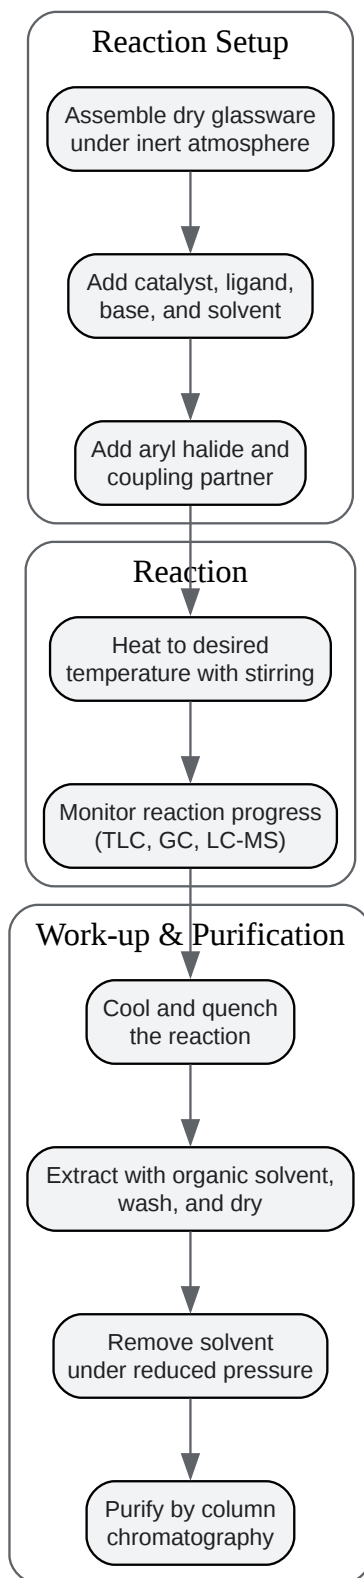 Reaction Setup
Assemble dry glassware
under inert atmosphere
Add catalyst, ligand,
base, and solvent
Add aryl halide and
coupling partner
Reaction
Heat to desired
temperature with stirring
Monitor reaction progress
(TLC, GC, LC-MS)
Work-up & Purification
Cool and quench
the reaction
Extract with organic solvent,
wash, and dry
Remove solvent
under reduced pressure
Purify by column
chromatography